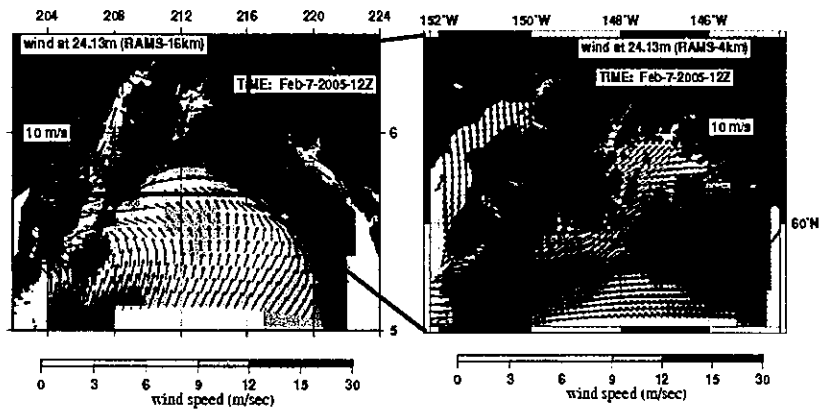 204 208 212 216 220 224
wind at 24.13m (RAMS-16km)
TIME: Feb-7-2005-12Z
10 m/s
6
5
0 3 6 9 12 15 30
wind speed (m/sec)
152°W 150°W 148°W 146°W
wind at 24.13m (RAMS-4km)
TIME: Feb-7-2005-12Z
10 m/s
60°N
0 3 6 9 12 15 30
wind speed (m/sec)